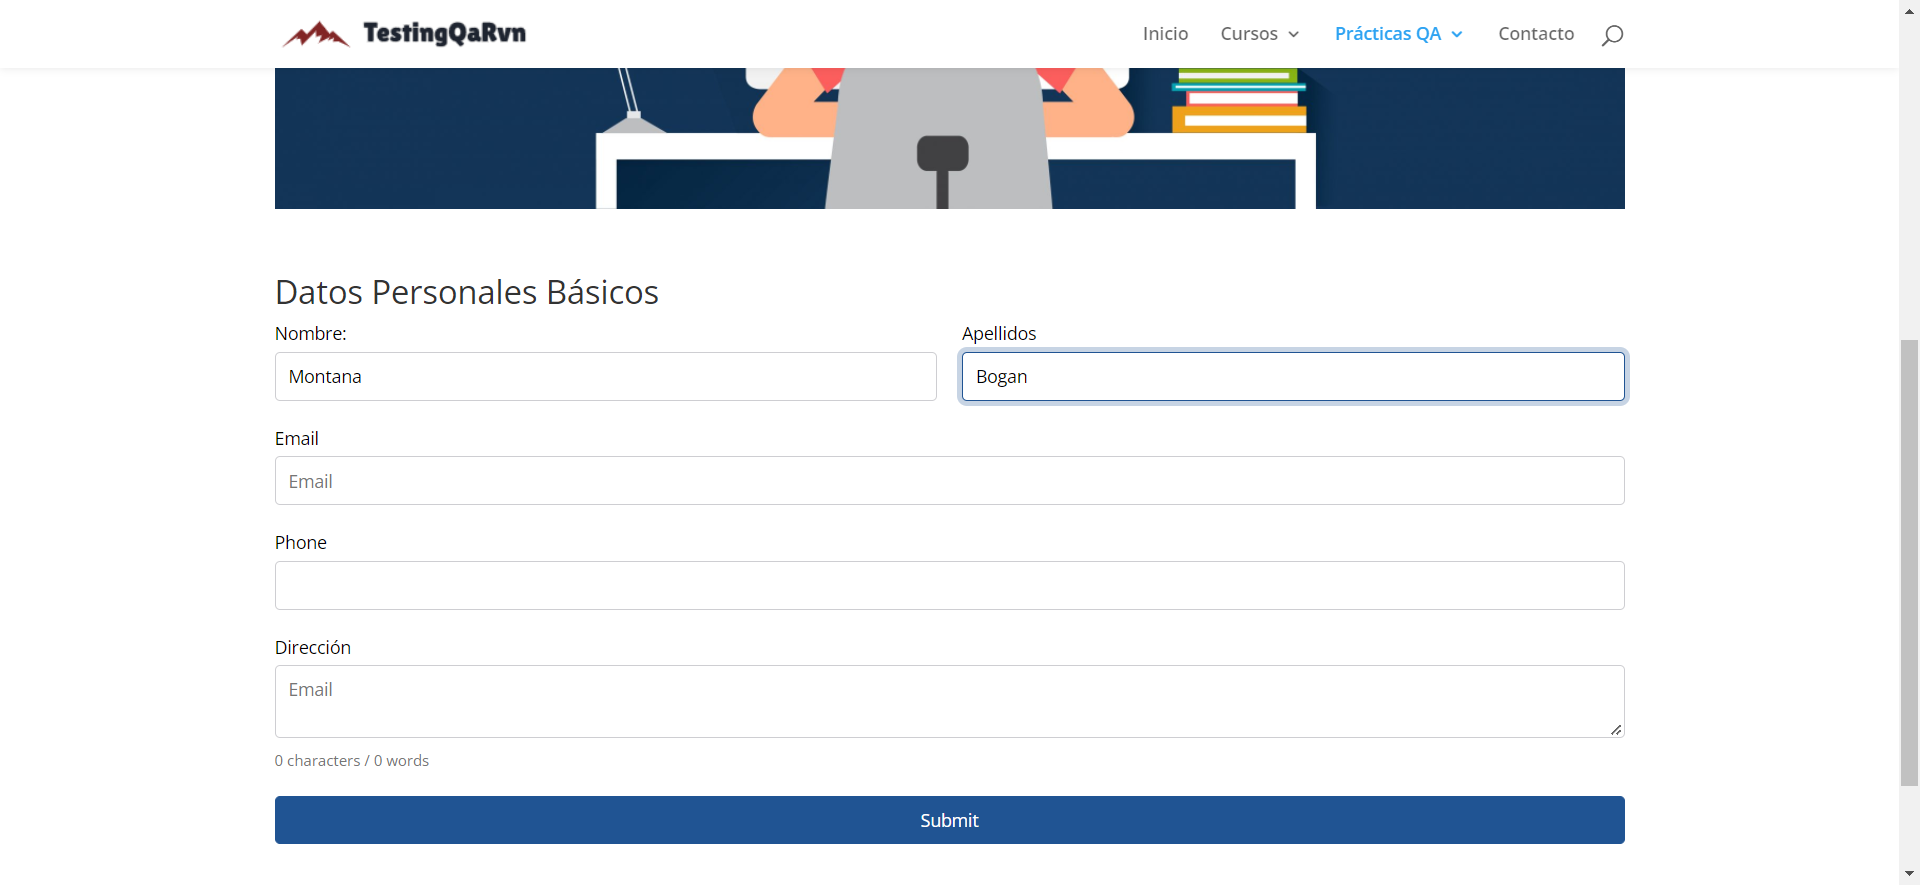 TestingQaRvn
Inicio Cursos Prácticas QA Contacto
Datos Personales Básicos
Nombre: Apellidos
Montana Bogan
Email
Email
Phone
Dirección
Email
0 characters / 0 words
Submit